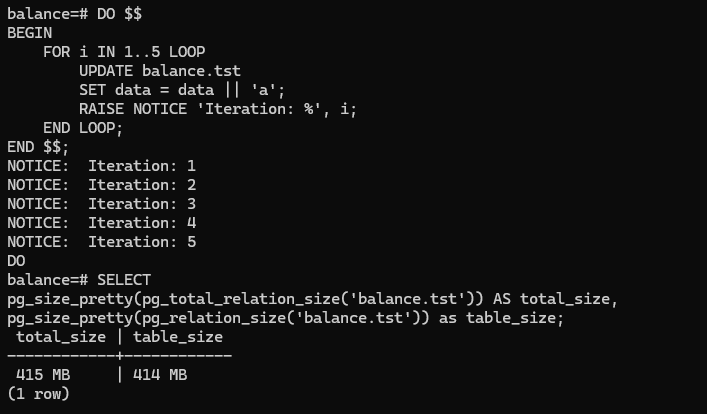 balance=# DO $$
BEGIN
    FOR i IN 1..5 LOOP
        UPDATE balance.tst
        SET data = data || 'a';
        RAISE NOTICE 'Iteration: %', i;
    END LOOP;
END $$;
NOTICE:  Iteration: 1
NOTICE:  Iteration: 2
NOTICE:  Iteration: 3
NOTICE:  Iteration: 4
NOTICE:  Iteration: 5
DO
balance=# SELECT
pg_size_pretty(pg_total_relation_size('balance.tst')) AS total_size,
pg_size_pretty(pg_relation_size('balance.tst')) as table_size;
 total_size | table_size
------------+------------
 415 MB     | 414 MB
(1 row)